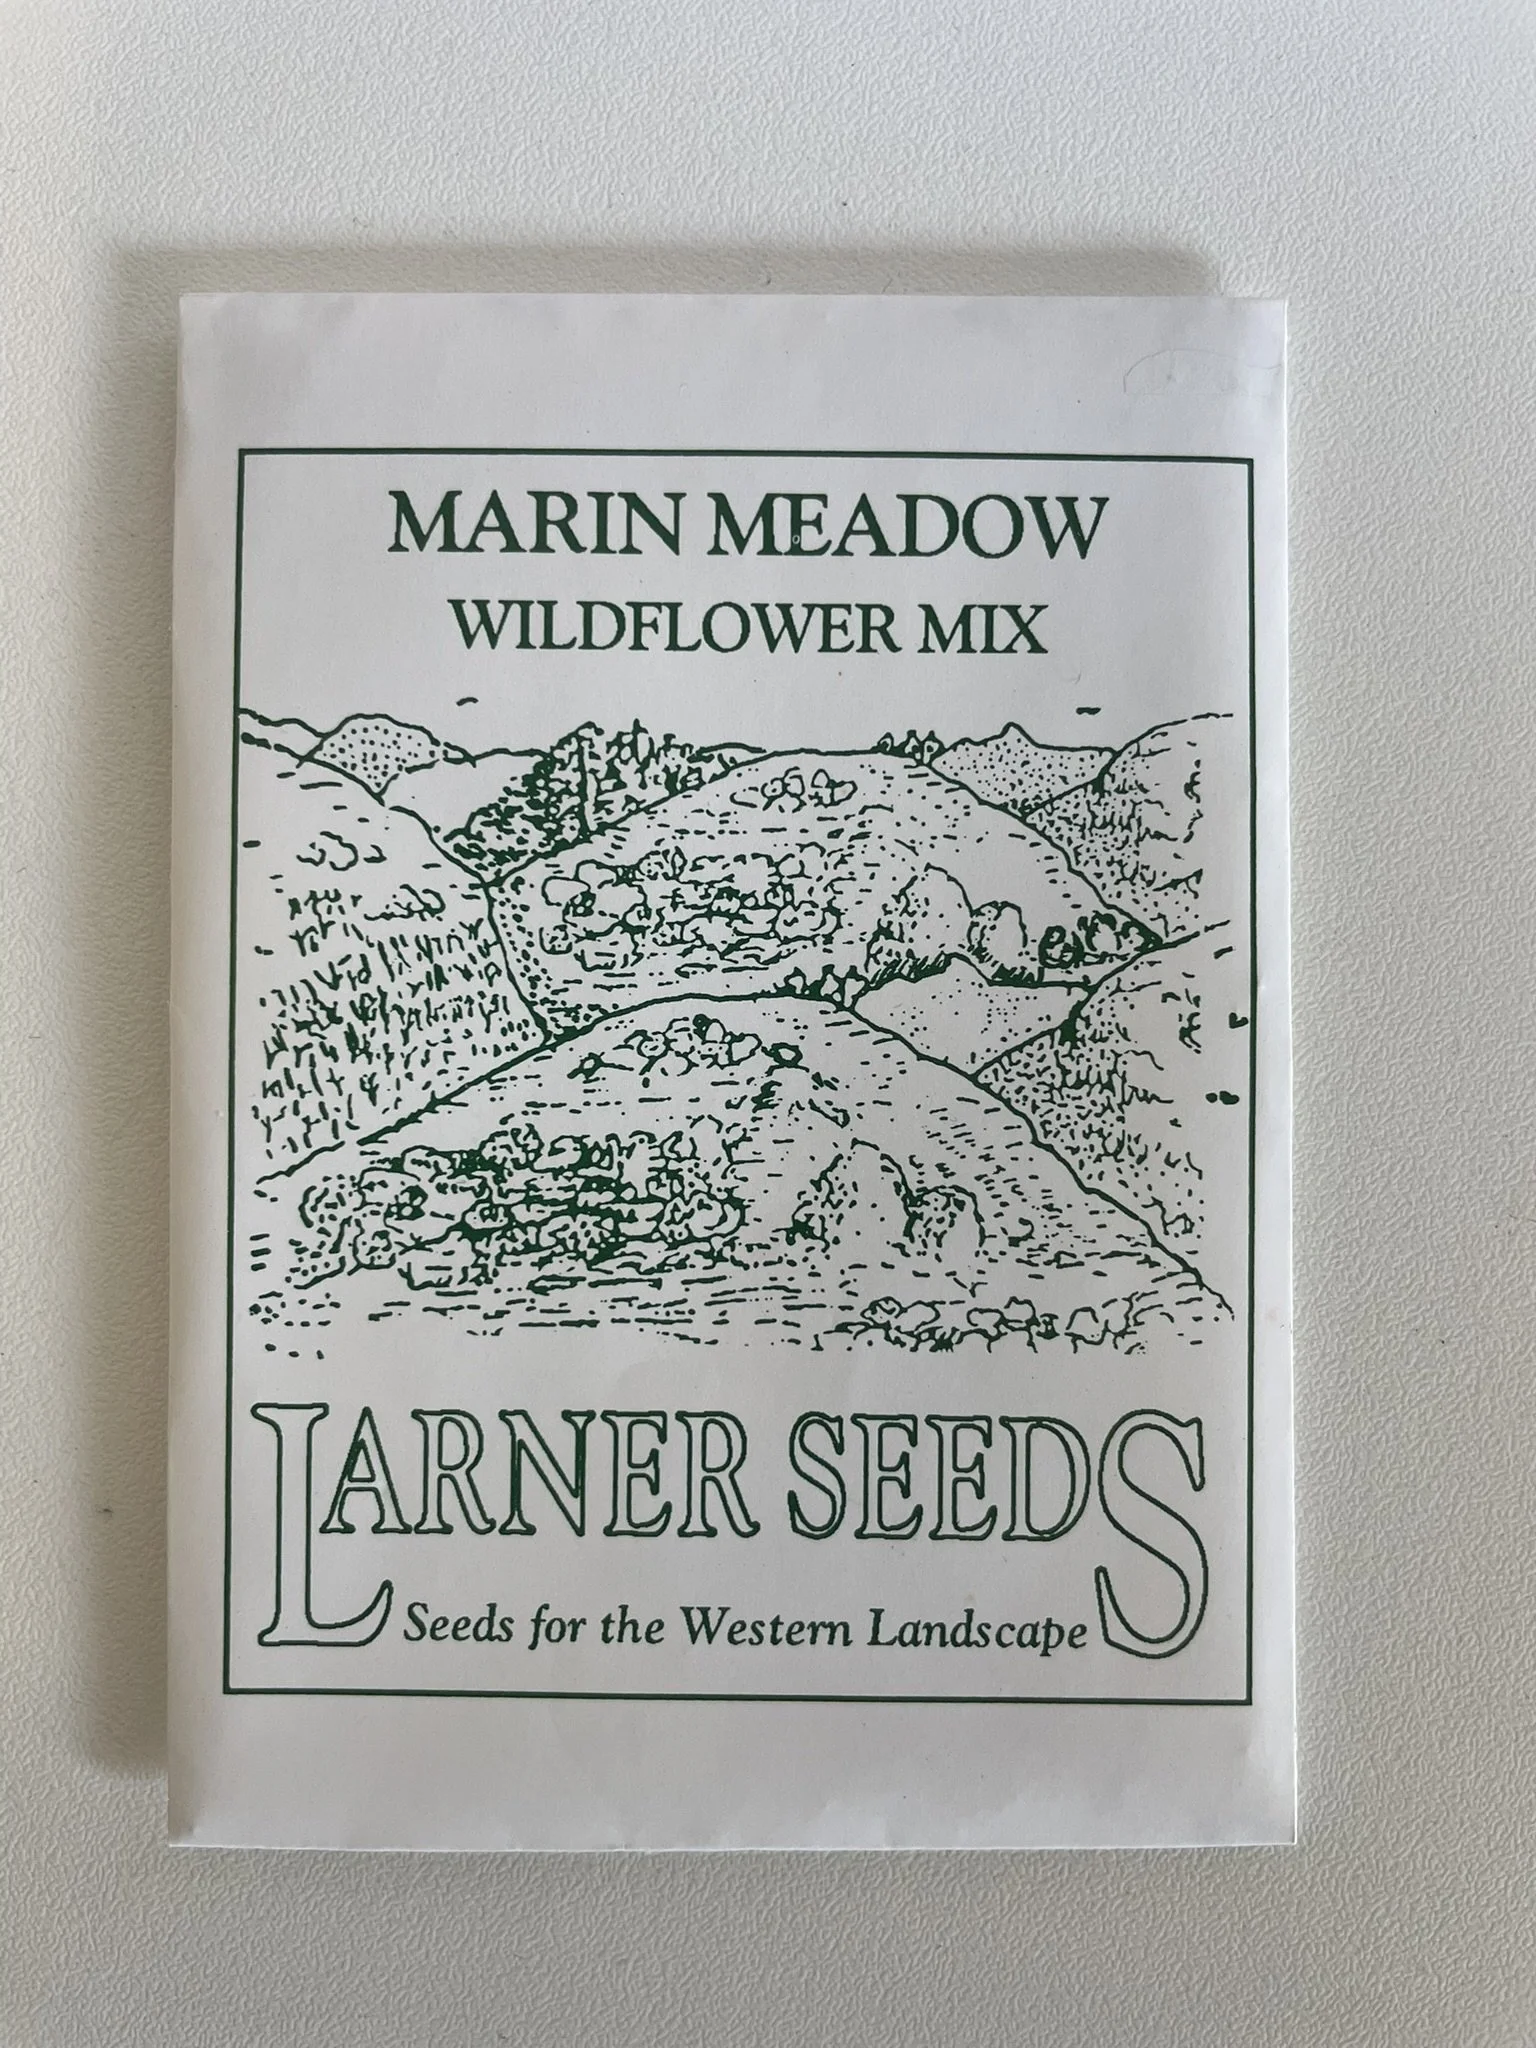 MARIN MEADOW
WILDFLOWER MIX
LARNER SEEDS
Seeds for the Western Landscape